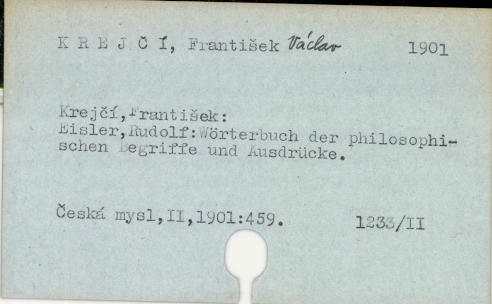 K R E J Č Í, František Václav 1901
Krejčí,František:
Eisler,Rudolf:Wörterbuch der philosophi-
schen Begriffe und Ausdrücke.
Česká mysl,II,1901:459. 1233/II